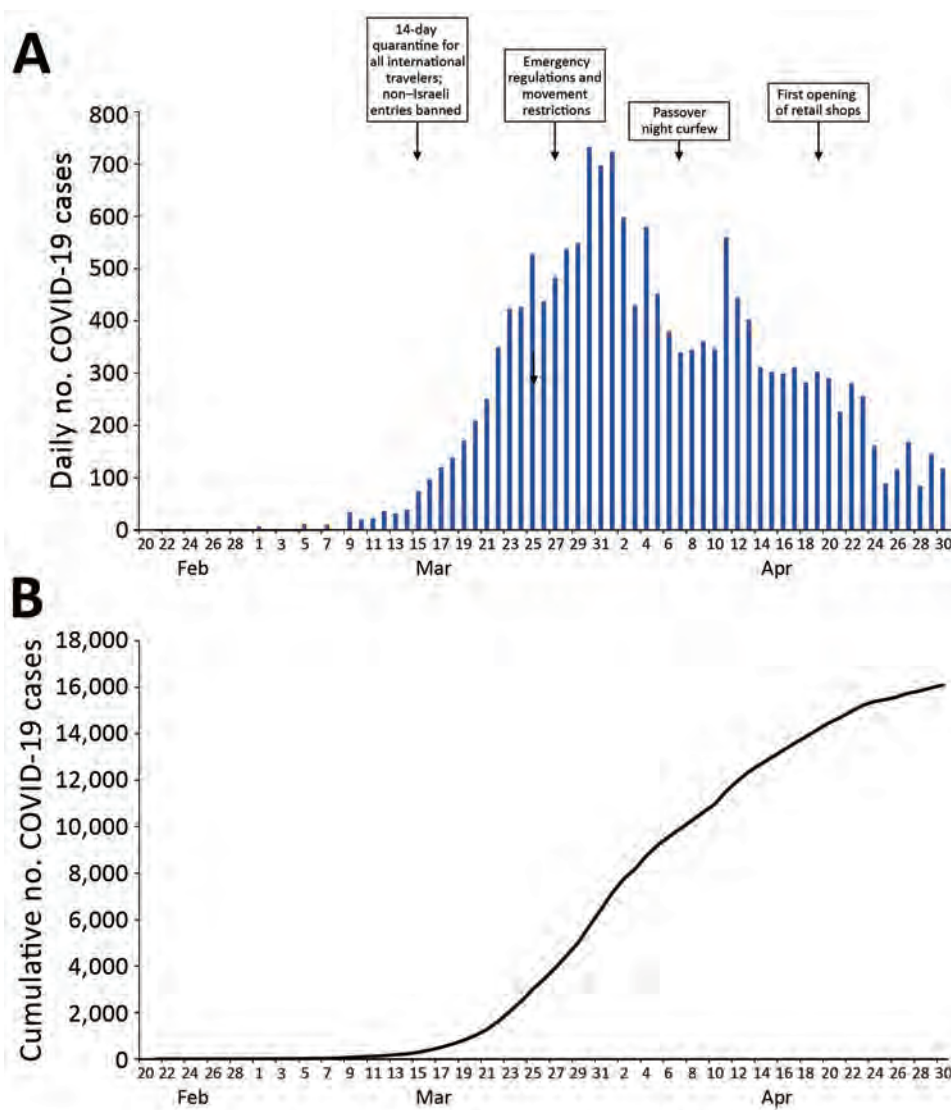 A
14-day
quarantine for
all international
travelers;
non–Israeli
entries banned
Emergency
regulations and
movement
restrictions
Passover
night curfew
First opening
of retail shops
Daily no. COVID-19 cases
800
700
600
500
400
300
200
100
0
20 22 24 26 28 1 3 5 7 9 11 13 15 17 19 21 23 25 27 29 31 2 4 6 8 10 12 14 16 18 20 22 24 26 28 30
Feb Mar Apr
B
Cumulative no. COVID-19 cases
18,000
16,000
14,000
12,000
10,000
8,000
6,000
4,000
2,000
0
20 22 24 26 28 1 3 5 7 9 11 13 15 17 19 21 23 25 27 29 31 2 4 6 8 10 12 14 16 18 20 22 24 26 28 30
Feb Mar Apr